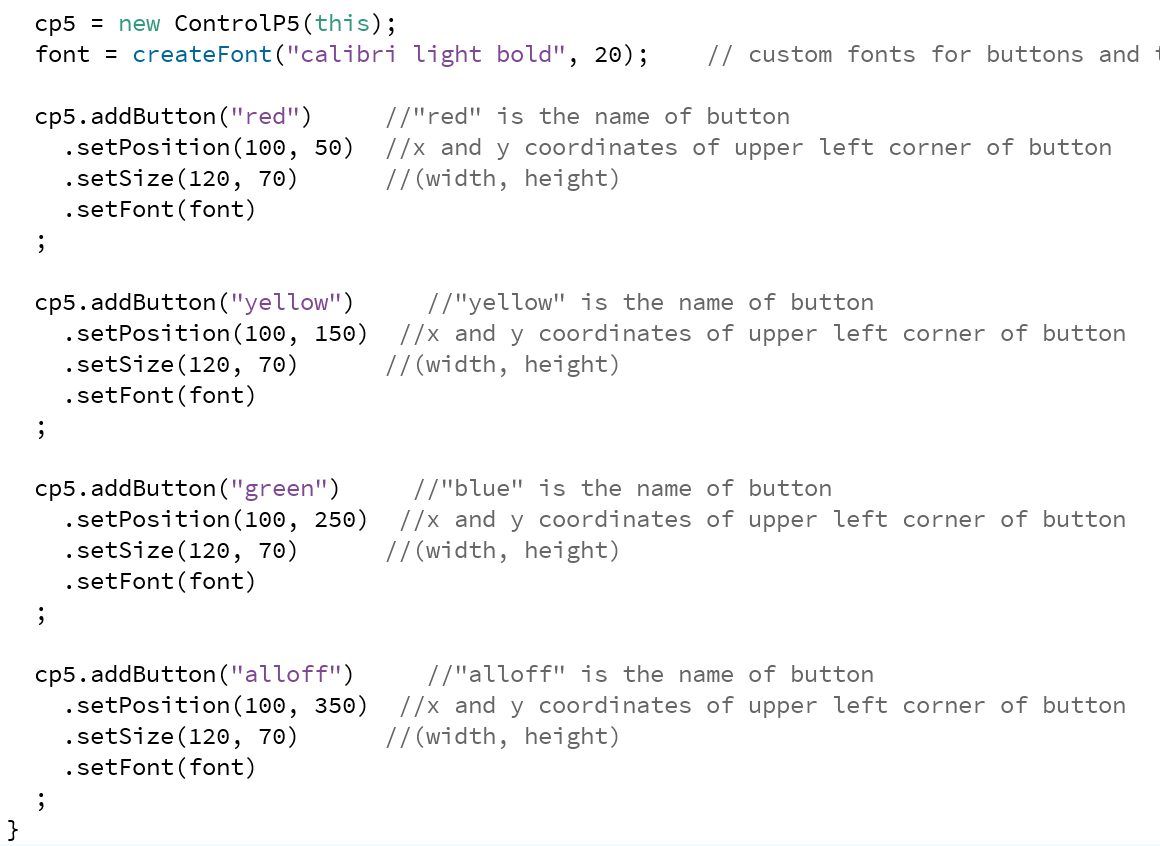 cp5 = new ControlP5(this);
font = createFont("calibri light bold", 20);    // custom fonts for buttons and
cp5.addButton("red")     //"red" is the name of button
.setPosition(100, 50)  //x and y coordinates of upper left corner of button
.setSize(120, 70)      //(width, height)
.setFont(font)
;
cp5.addButton("yellow")     //"yellow" is the name of button
.setPosition(100, 150)  //x and y coordinates of upper left corner of button
.setSize(120, 70)      //(width, height)
.setFont(font)
;
cp5.addButton("green")     //"blue" is the name of button
.setPosition(100, 250)  //x and y coordinates of upper left corner of button
.setSize(120, 70)      //(width, height)
.setFont(font)
;
cp5.addButton("alloff")     //"alloff" is the name of button
.setPosition(100, 350)  //x and y coordinates of upper left corner of button
.setSize(120, 70)      //(width, height)
.setFont(font)
;
}